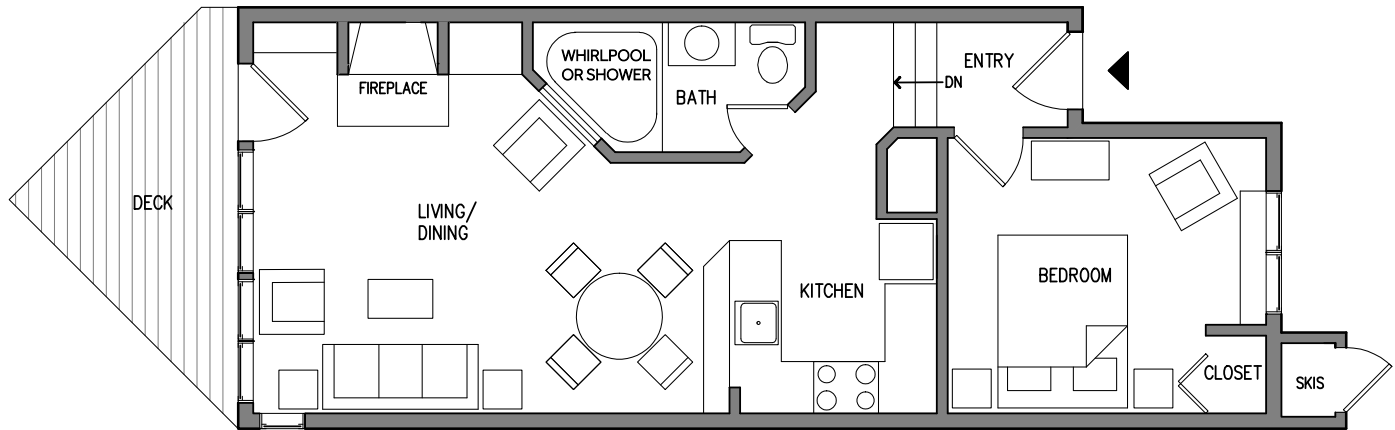 WHIRLPOOL
OR SHOWER
FIREPLACE
BATH
ENTRY
DN
DECK
LIVING/
DINING
KITCHEN
BEDROOM
CLOSET
SKIS